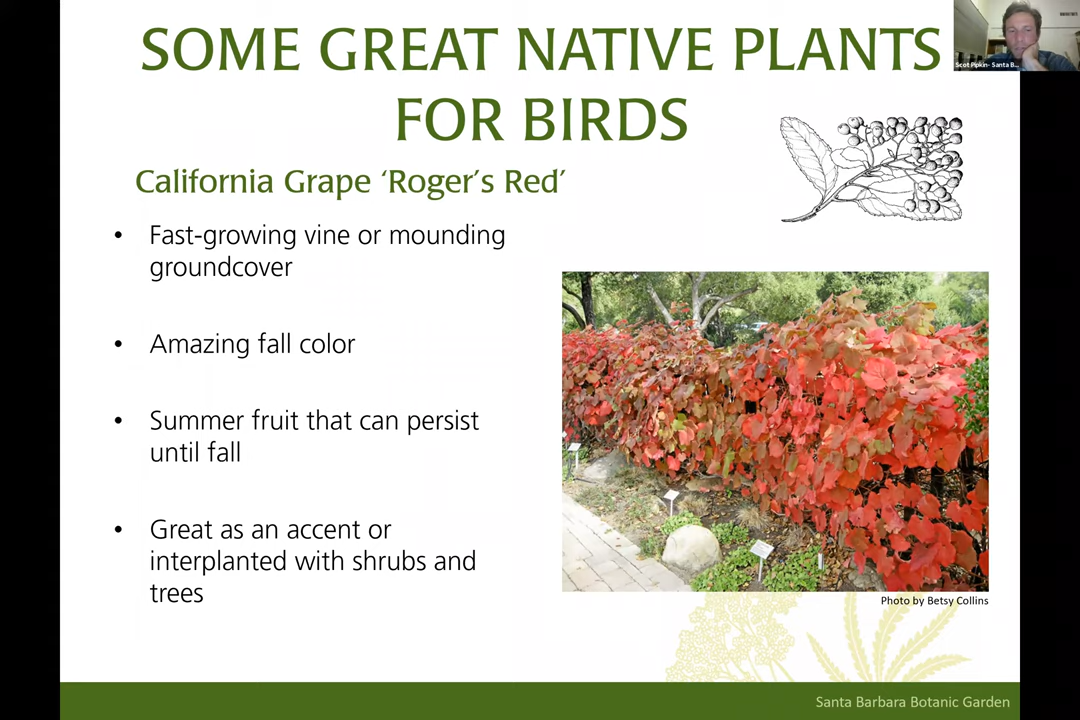 SOME GREAT NATIVE PLANTS
FOR BIRDS
Scot Pipkin- Santa B...
California Grape ‘Roger’s Red’
• Fast-growing vine or mounding
groundcover
• Amazing fall color
• Summer fruit that can persist
until fall
• Great as an accent or
interplanted with shrubs and
trees
Photo by Betsy Collins
Santa Barbara Botanic Garden